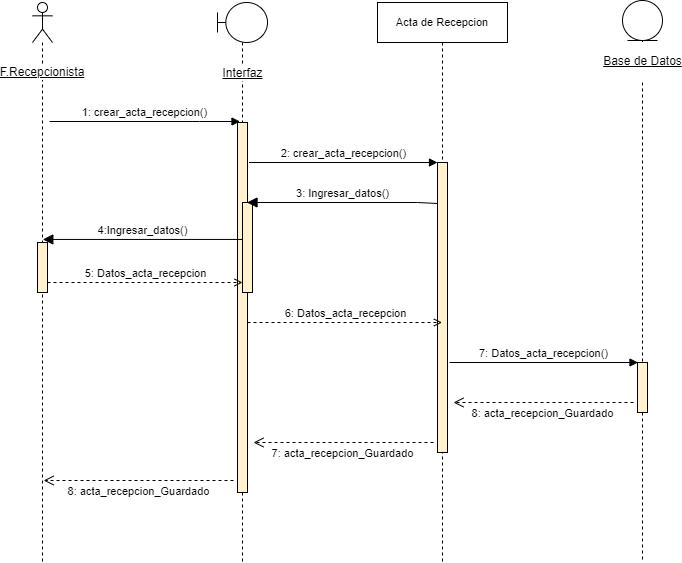 Acta de Recepcion
Base de Datos
F.Recepcionista
Interfaz
1: crear_acta_recepcion()
2: crear_acta_recepcion()
3: Ingresar_datos()
4:Ingresar_datos()
5: Datos_acta_recepcion
6: Datos_acta_recepcion
7: Datos_acta_recepcion()
8: acta_recepcion_Guardado
7: acta_recepcion_Guardado
8: acta_recepcion_Guardado